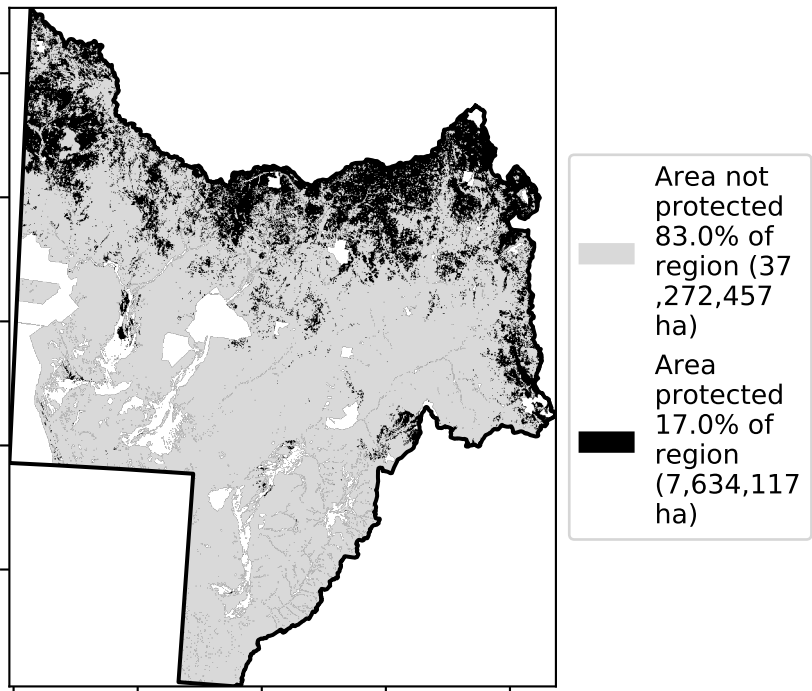 Area not
protected
83.0% of
region (37
,272,457
ha)
Area
protected
17.0% of
region
(7,634,117
ha)